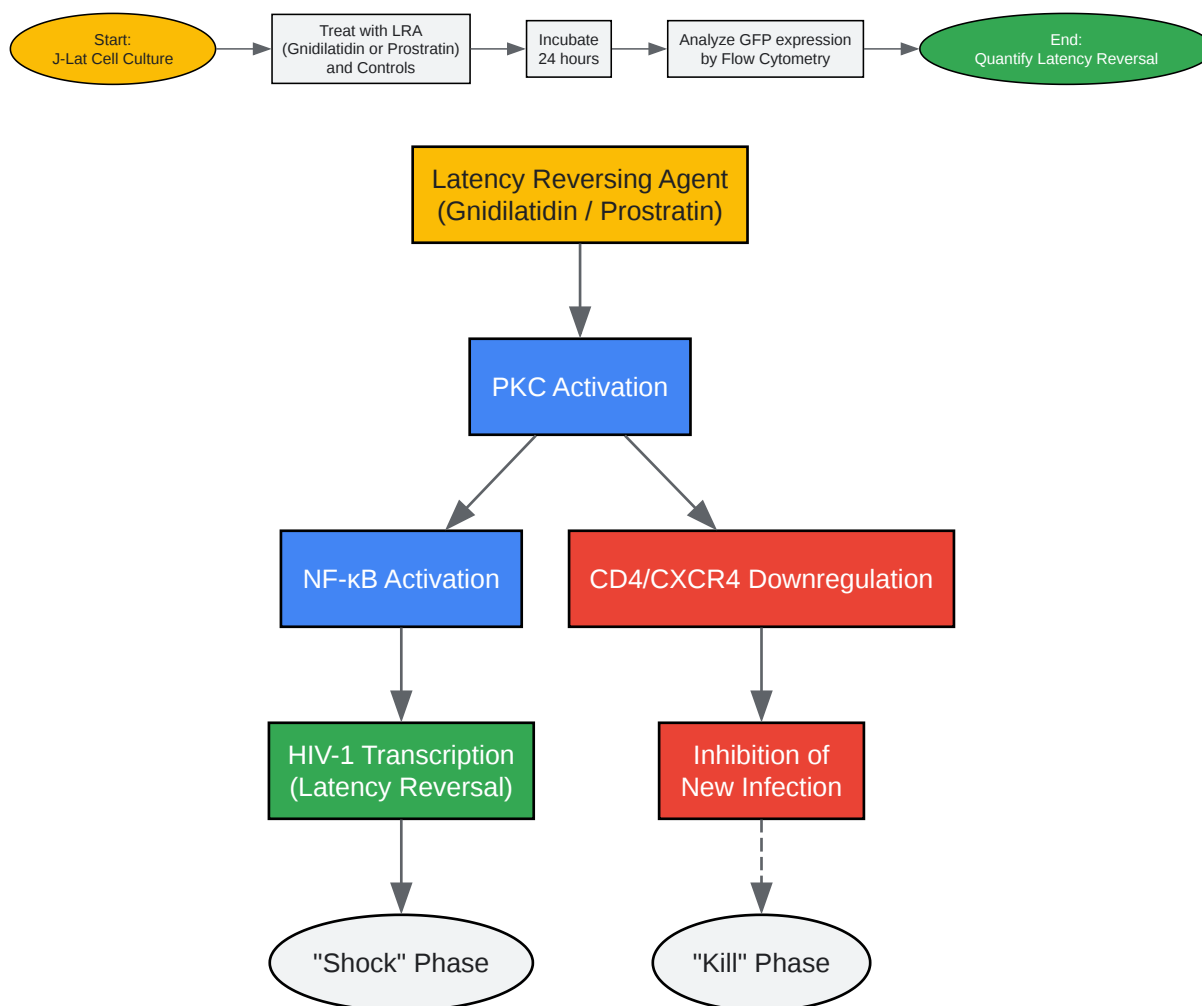 Start:
J-Lat Cell Culture
Treat with LRA
(Gnidilatidin or Prostratin)
and Controls
Incubate
24 hours
Analyze GFP expression
by Flow Cytometry
End:
Quantify Latency Reversal
Latency Reversing Agent
(Gnidilatidin / Prostratin)
PKC Activation
NF-κB Activation
CD4/CXCR4 Downregulation
HIV-1 Transcription
(Latency Reversal)
Inhibition of
New Infection
"Shock" Phase
"Kill" Phase